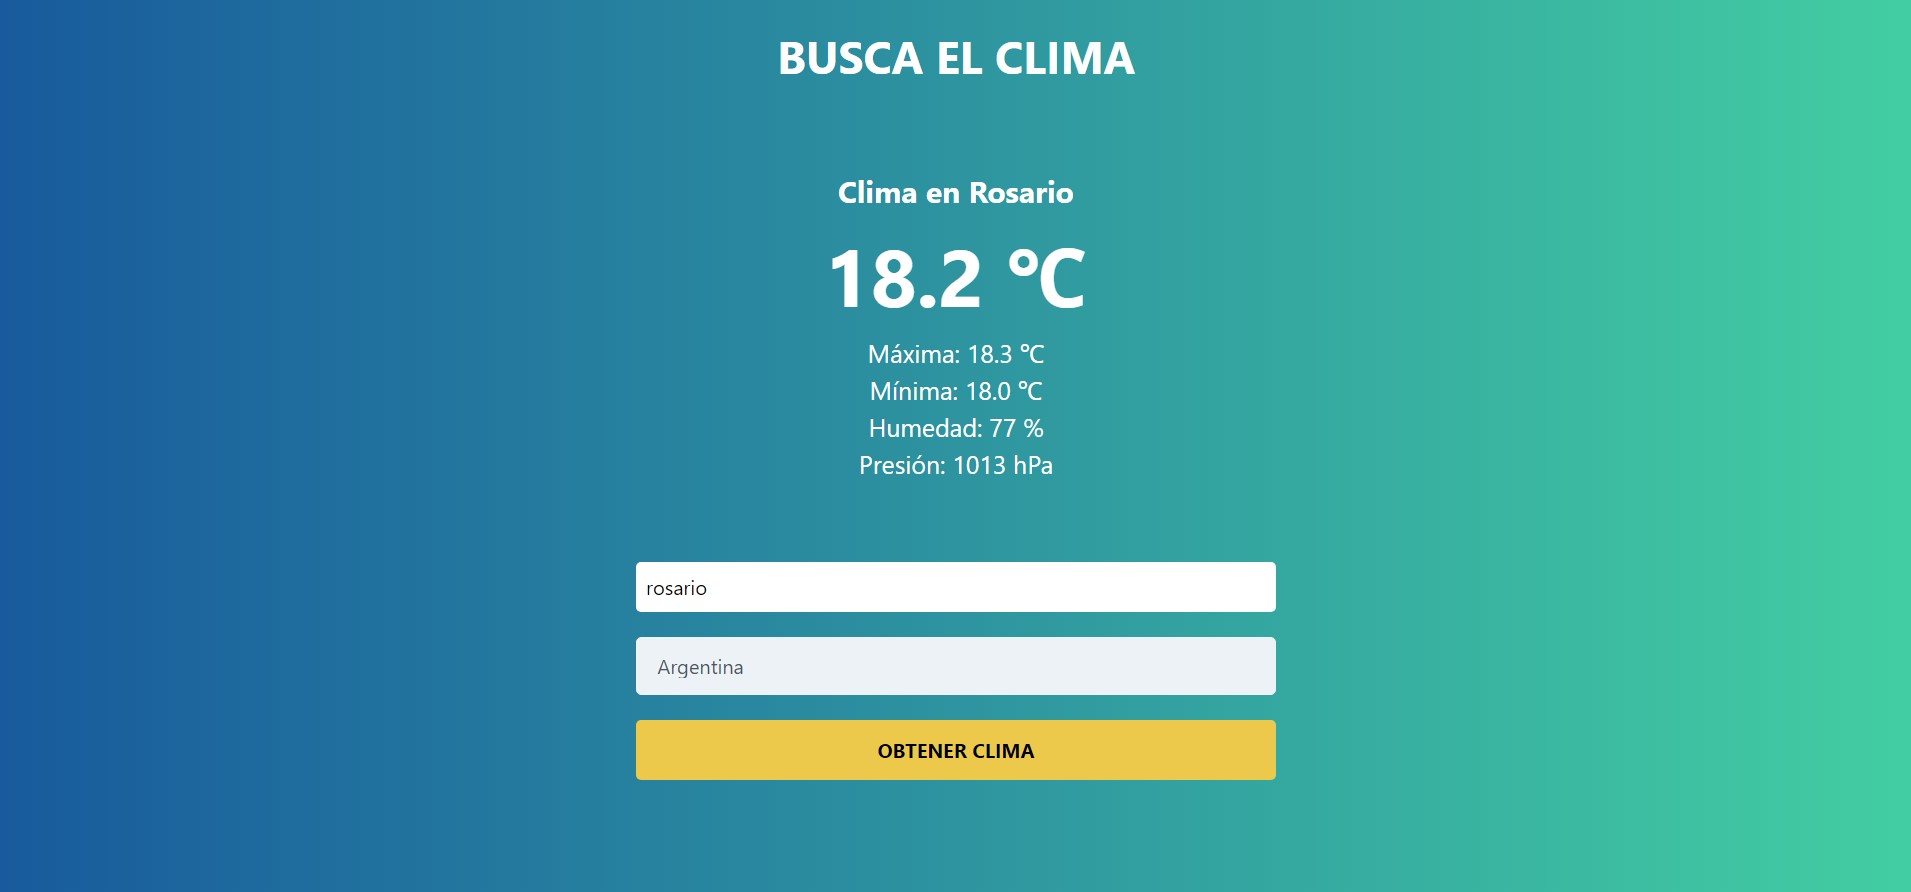 BUSCA EL CLIMA
Clima en Rosario
18.2 ℃
Máxima: 18.3 ℃
Mínima: 18.0 ℃
Humedad: 77 %
Presión: 1013 hPa
rosario
Argentina
OBTENER CLIMA